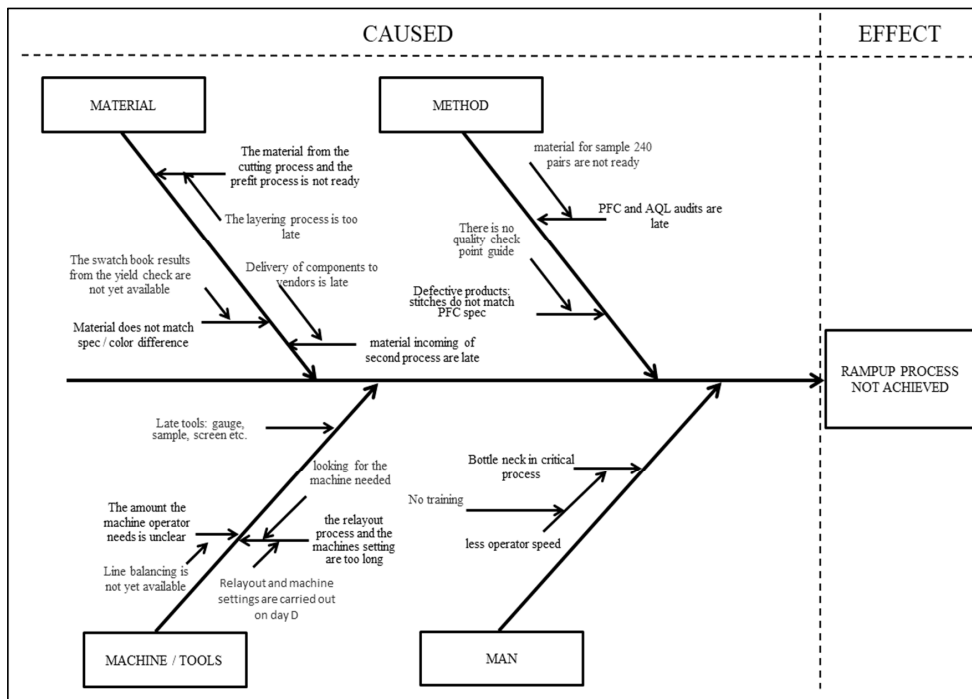 CAUSED
EFFECT
MATERIAL
METHOD
The material from the
cutting process and the
prefit process is not ready
The layering process is too
late
The swatch book results
from the yield check are
not yet available
Delivery of components to
vendors is late
Material does not match
spec / color difference
material incoming of
second process are late
material for sample 240
pairs are not ready
PFC and AQL audits are
late
There is no
quality check
point guide
Defective products:
stitches do not match
PFC spec
RAMPUP PROCESS
NOT ACHIEVED
Late tools: gauge,
sample, screen etc.
looking for the
machine needed
The amount the
machine operator
needs is unclear
the relayout
process and the
machines setting
are too long
Line balancing is
not yet available
Relayout and machine
settings are carried out
on day D
Bottle neck in critical
process
No training
less operator speed
MACHINE / TOOLS
MAN